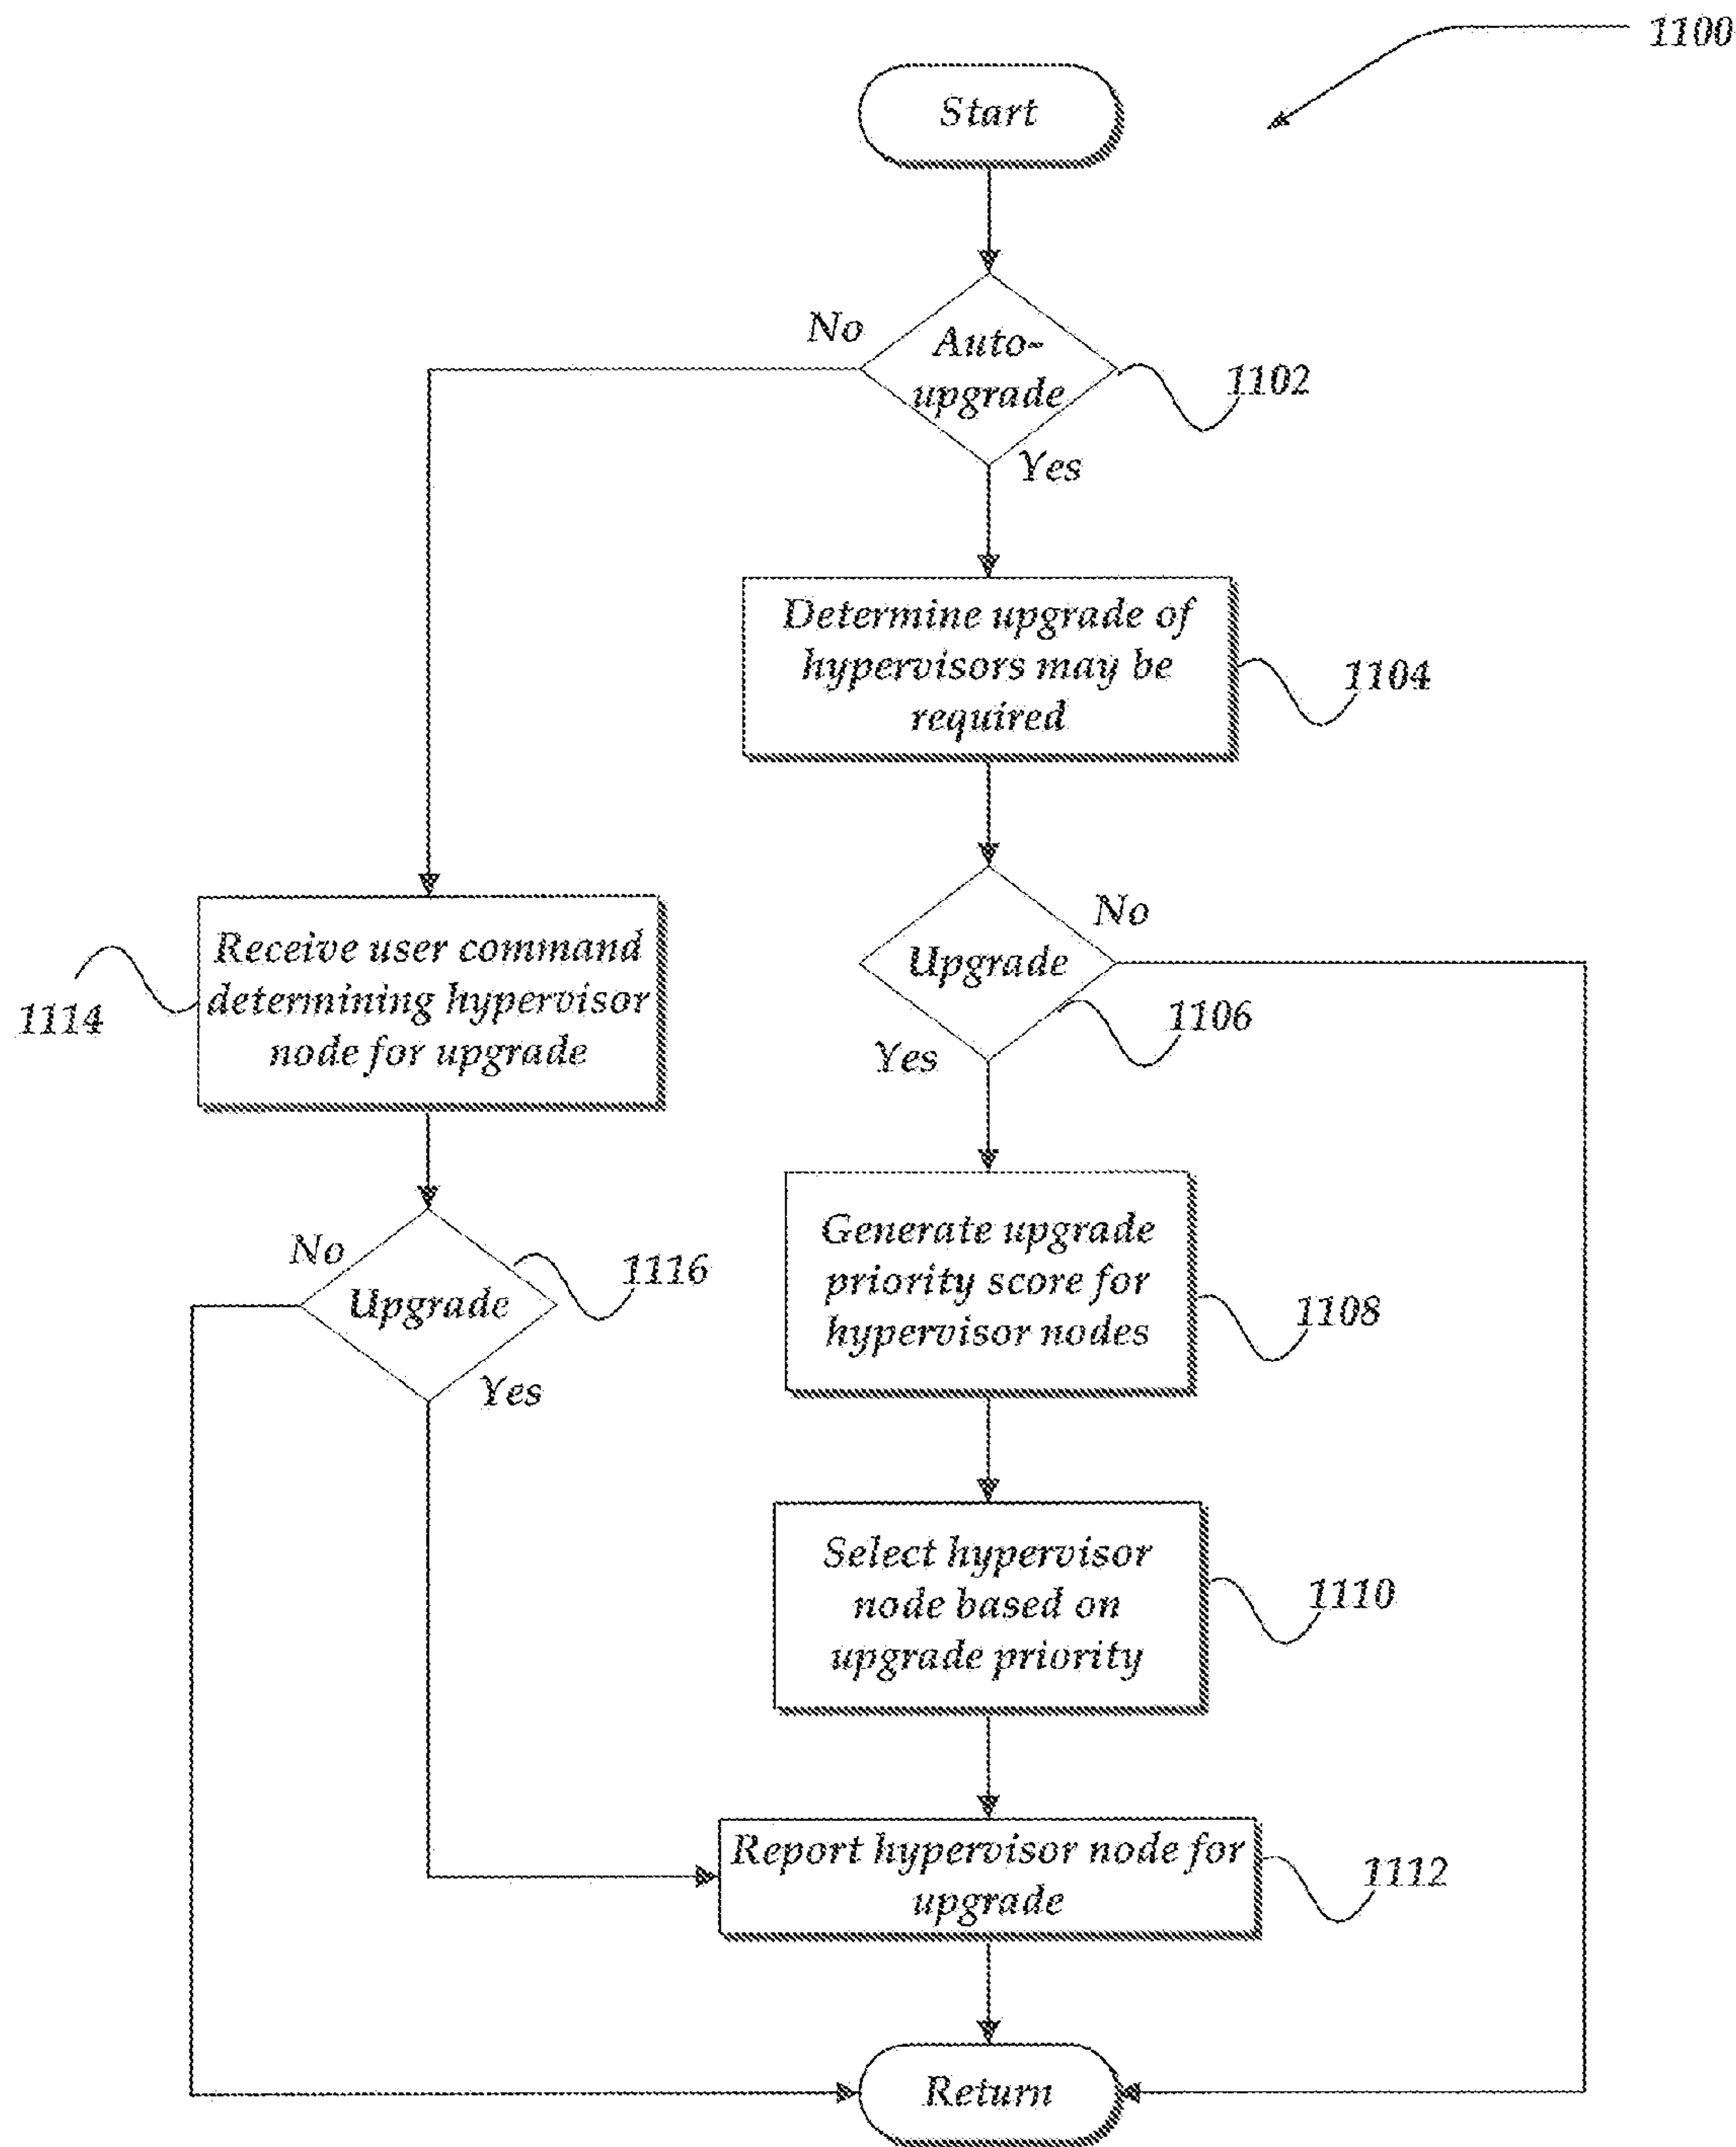 1100
Start
No
Auto-
upgrade
1102
Yes
Determine upgrade of
hypervisors may be
required
1104
Receive user command
determining hypervisor
node for upgrade
1114
No
Upgrade
1106
Yes
No
Upgrade
1116
Yes
Generate upgrade
priority score for
hypervisor nodes
1108
Select hypervisor
node based on
upgrade priority
1110
Report hypervisor node for
upgrade
1112
Return